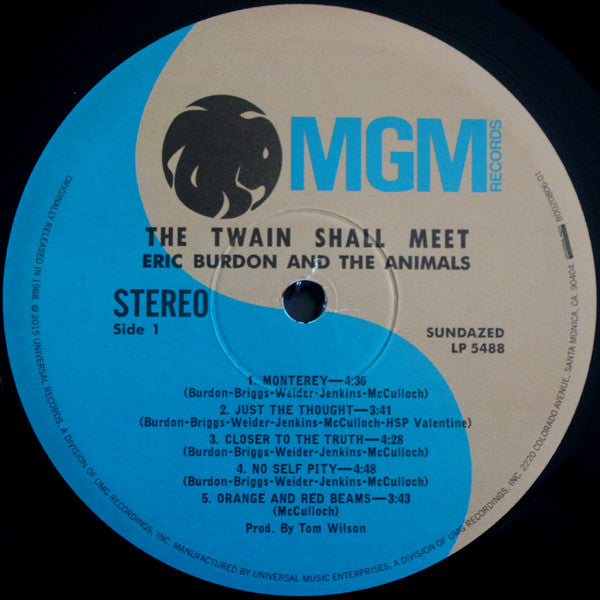 MGM
RECORDS
THE TWAIN SHALL MEET
ERIC BURDON AND THE ANIMALS
STEREO
Side 1
SUNDAZED
LP 5488
1. MONTEREY—4:36
(Burdon-Briggs-Weider-Jenkins-McCulloch)
2. JUST THE THOUGHT—3:41
(Burdon-Briggs-Weider-Jenkins-McCulloch-HSP Valentine)
3. CLOSER TO THE TRUTH—4:28
(Burdon-Briggs-Weider-Jenkins-McCulloch)
4. NO SELF PITY—4:48
(Burdon-Briggs-Weider-Jenkins-McCulloch)
5. ORANGE AND RED BEAMS—3:43
(McCulloch)
Prod. By Tom Wilson
ORIGINALLY RELEASED IN 1968. ©2015 UNIVERSAL RECORDS, A DIVISION OF UMG RECORDINGS, INC. MANUFACTURED BY UNIVERSAL MUSIC ENTERPRISES, A DIVISION OF UMG RECORDINGS, INC. 2220 COLORADO AVENUE, SANTA MONICA, CA. 90404.
B0020806-01